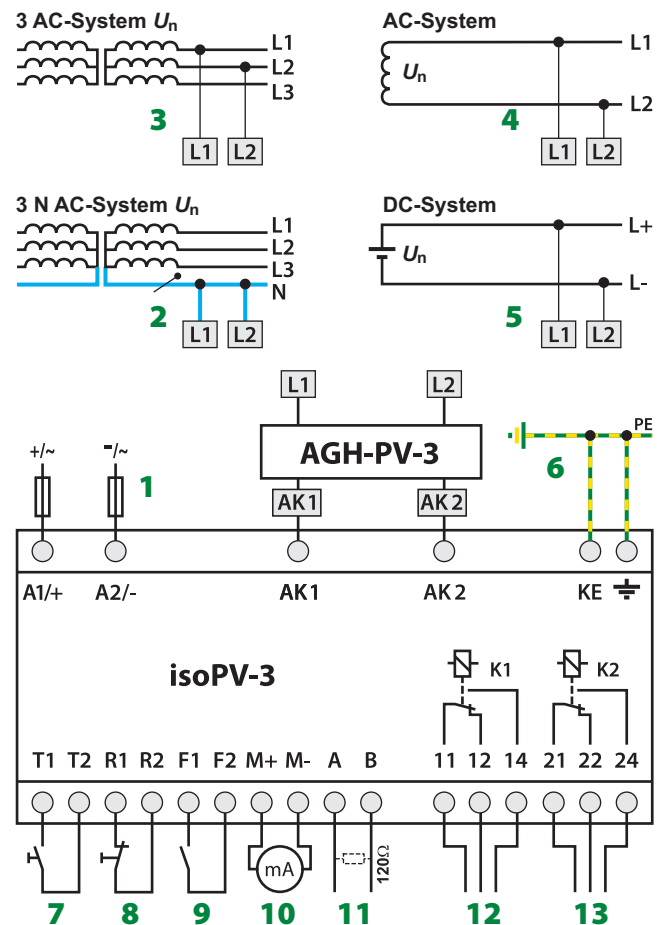 3 AC-System Un
L1
L2
L3
3
L1 L2
AC-System
L1
Un
L2
4
L1 L2
3 N AC-System Un
L1
L2
L3
N
2
L1 L2
DC-System
L+
Un
L-
5
L1 L2
L1 L2
AGH-PV-3
AK1 AK2
+/~ -/~
1
PE
6
A1/+ A2/- AK1 AK2 KE
isoPV-3
K1 K2
T1 T2 R1 R2 F1 F2 M+ M- A B 11 12 14 21 22 24
mA
120Ω
7 8 9 10 11 12 13